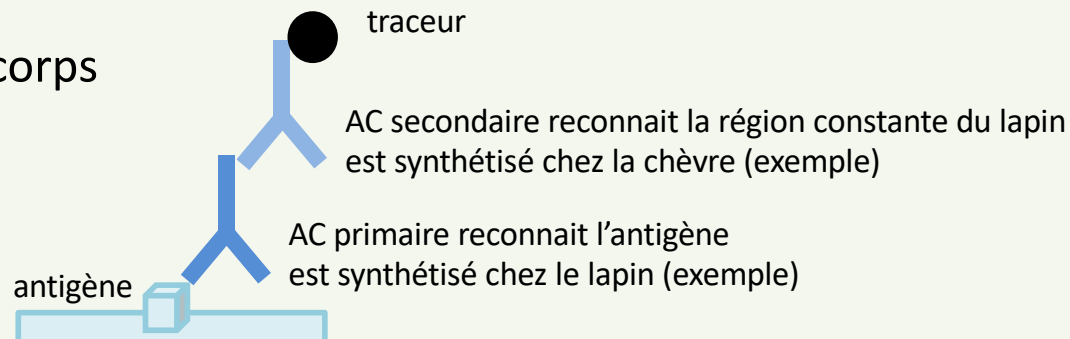 traceur
corps
AC secondaire reconnait la région constante du lapin
est synthétisé chez la chèvre (exemple)
AC primaire reconnait l’antigène
est synthétisé chez le lapin (exemple)
antigène